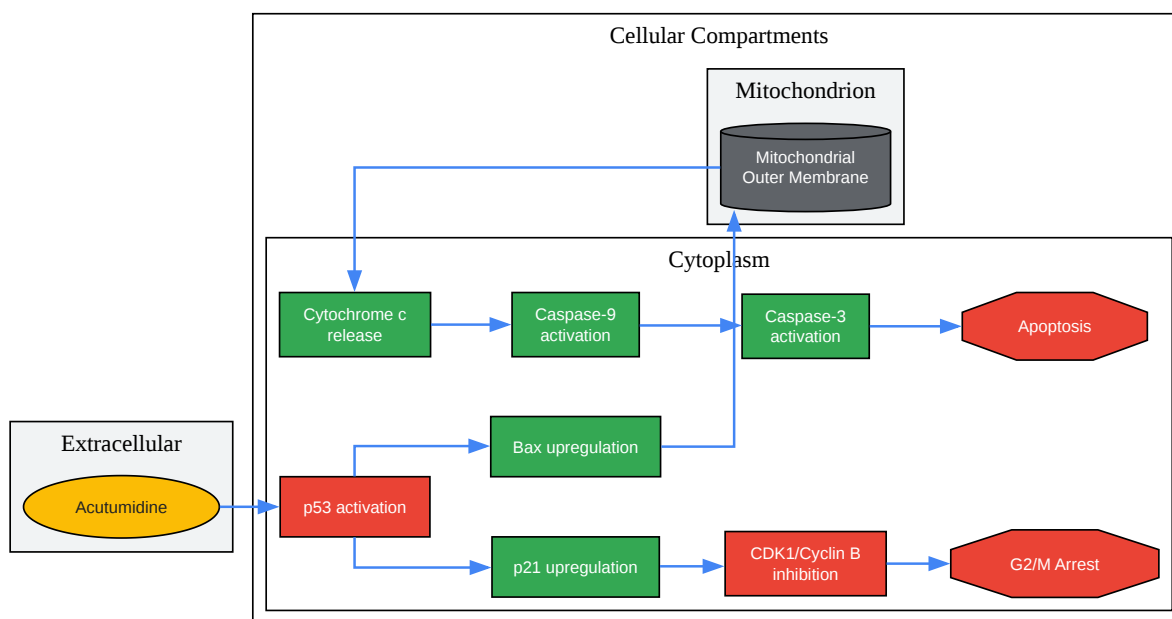 Cellular Compartments
Mitochondrion
Mitochondrial
Outer Membrane
Cytoplasm
Cytochrome c
release
Caspase-9
activation
Caspase-3
activation
Apoptosis
Extracellular
Acutumidine
p53 activation
Bax upregulation
p21 upregulation
CDK1/Cyclin B
inhibition
G2/M Arrest